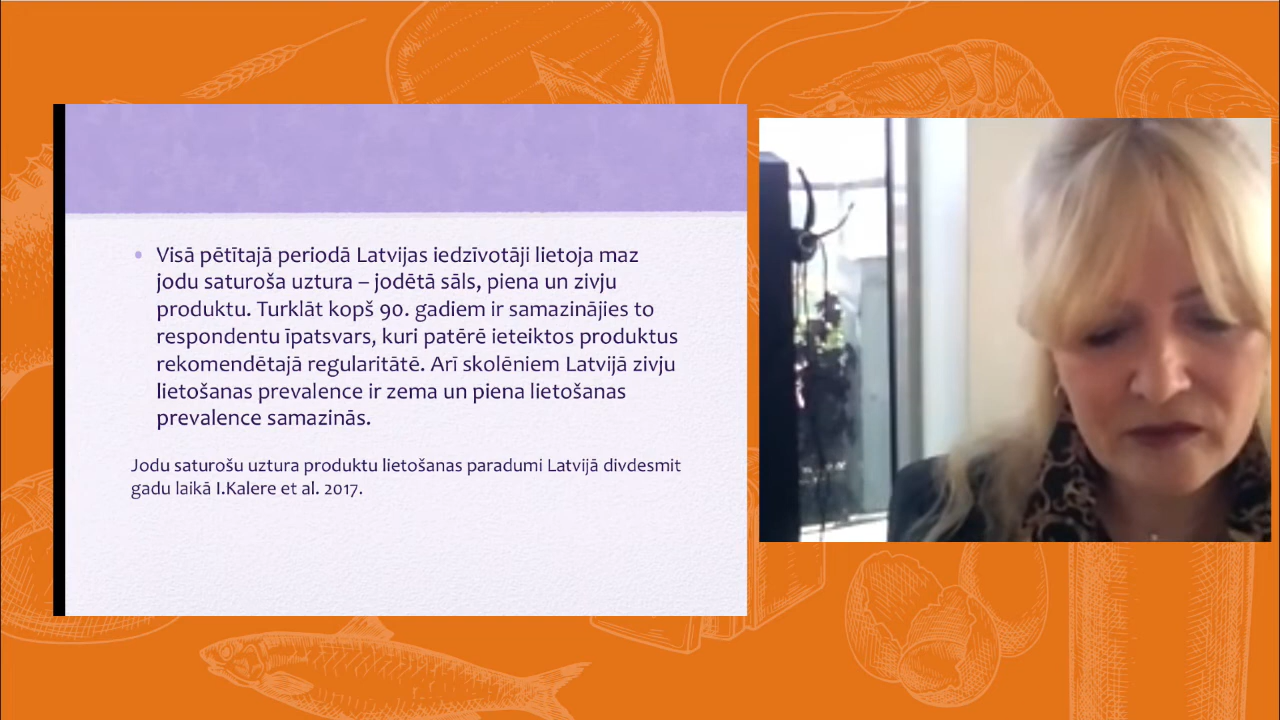 Visā pētītajā periodā Latvijas iedzīvotāji lietoja maz
jodu saturoša uztura – jodētā sāls, piena un zivju
produktu. Turklāt kopš 90. gadiem ir samazinājies to
respondentu īpatsvars, kuri patērē ieteiktos produktus
rekomendētajā regularitātē. Arī skolēniem Latvijā zivju
lietošanas prevalence ir zema un piena lietošanas
prevalence samazinās.
Jodu saturošu uztura produktu lietošanas paradumi Latvijā divdesmit
gadu laikā I.Kalere et al. 2017.